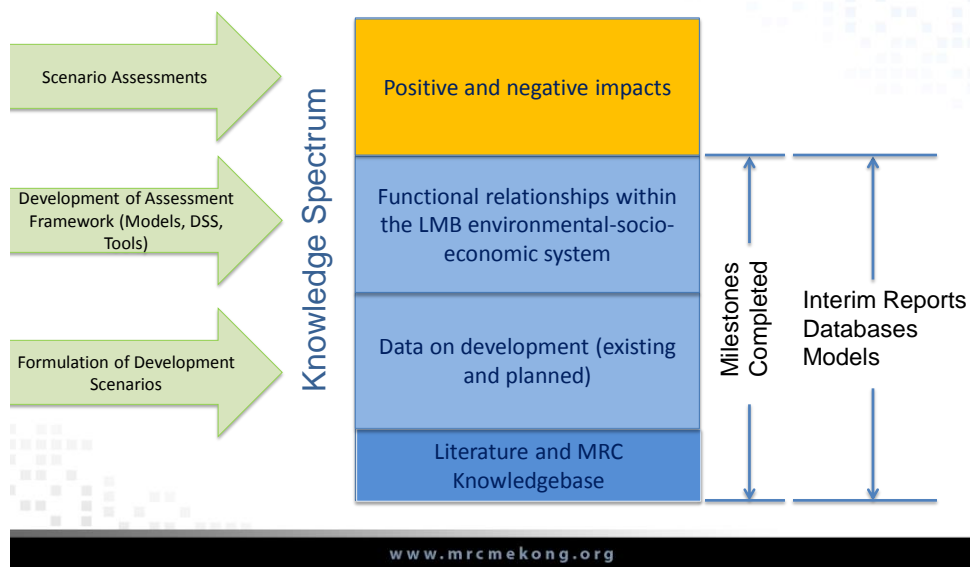 Scenario Assessments
Development of Assessment
Framework (Models, DSS,
Tools)
Formulation of Development
Scenarios
Knowledge Spectrum
Positive and negative impacts
Functional relationships within
the LMB environmental-socio-
economic system
Data on development (existing
and planned)
Literature and MRC
Knowledgebase
Milestones
Completed
Interim Reports
Databases
Models
www.mrcmekong.org